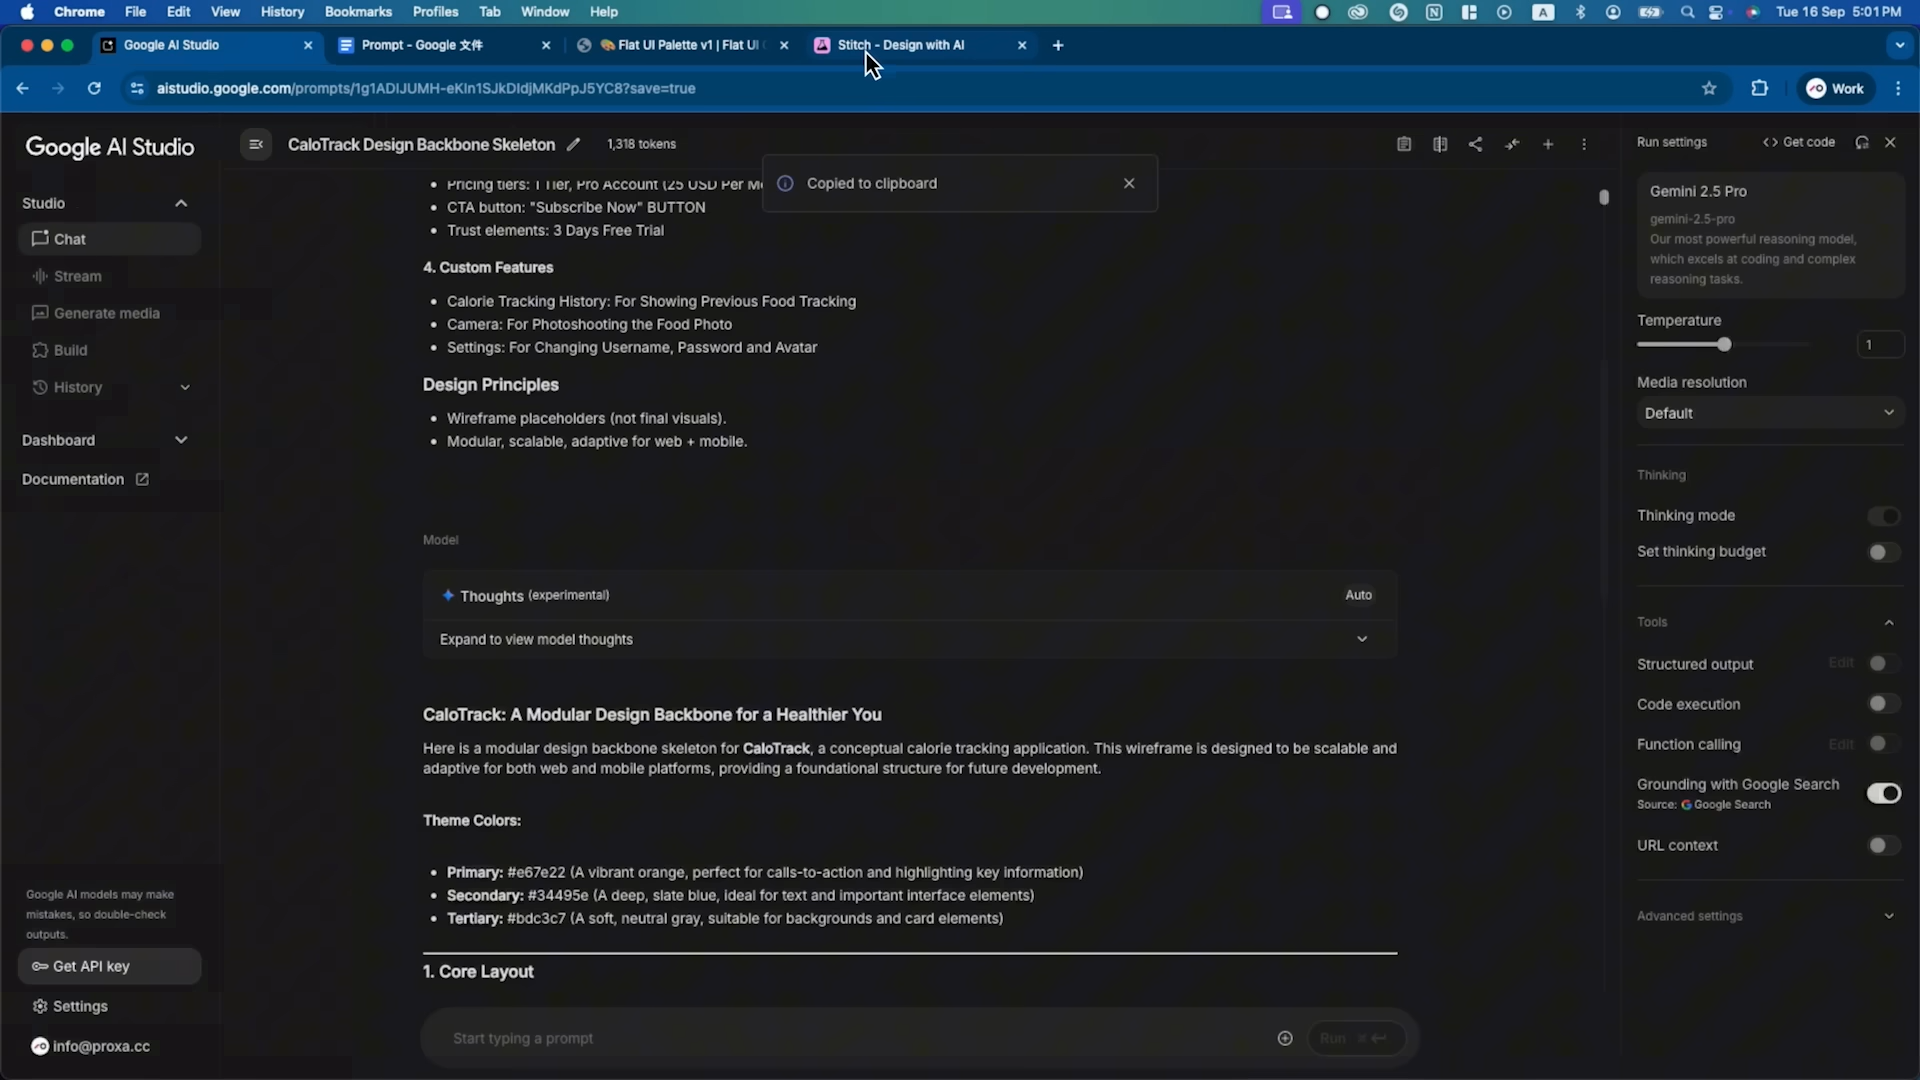 Chrome File Edit View History Bookmarks Profiles Tab Window Help
A
Tue 16 Sep 5:01PM
Google AI Studio
Prompt - Google 文件
Flat UI Palette v1 | Flat UI
Stitch - Design with AI
aistudio.google.com/prompts/1g1ADIJUMH-eKIn1SJkDIdjMKdPpJ5YC8?save=true
Work
Google AI Studio
Studio
Chat
Stream
Generate media
Build
History
Dashboard
Documentation
Google AI models may make
mistakes, so double-check
outputs.
Get API key
Settings
info@proxa.cc
CaloTrack Design Backbone Skeleton
1,318 tokens
Copied to clipboard
Pricing tiers: 1 Tier, Pro Account (25 USD Per
CTA button: "Subscribe Now" BUTTON
Trust elements: 3 Days Free Trial
4. Custom Features
Calorie Tracking History: For Showing Previous Food Tracking
Camera: For Photoshooting the Food Photo
Settings: For Changing Username, Password and Avatar
Design Principles
Wireframe placeholders (not final visuals).
Modular, scalable, adaptive for web + mobile.
Model
Thoughts (experimental)
Auto
Expand to view model thoughts
CaloTrack: A Modular Design Backbone for a Healthier You
Here is a modular design backbone skeleton for CaloTrack, a conceptual calorie tracking application. This wireframe is designed to be scalable and
adaptive for both web and mobile platforms, providing a foundational structure for future development.
Theme Colors:
Primary: #e67e22 (A vibrant orange, perfect for calls-to-action and highlighting key information)
Secondary: #34495e (A deep, slate blue, ideal for text and important interface elements)
Tertiary: #bdc3c7 (A soft, neutral gray, suitable for backgrounds and card elements)
1. Core Layout
Start typing a prompt
Run
Run settings
Get code
Gemini 2.5 Pro
gemini-2.5-pro
Our most powerful reasoning model,
which excels at coding and complex
reasoning tasks.
Temperature
1
Media resolution
Default
Thinking
Thinking mode
Set thinking budget
Tools
Structured output
Edit
Code execution
Function calling
Edit
Grounding with Google Search
Source: Google Search
URL context
Advanced settings